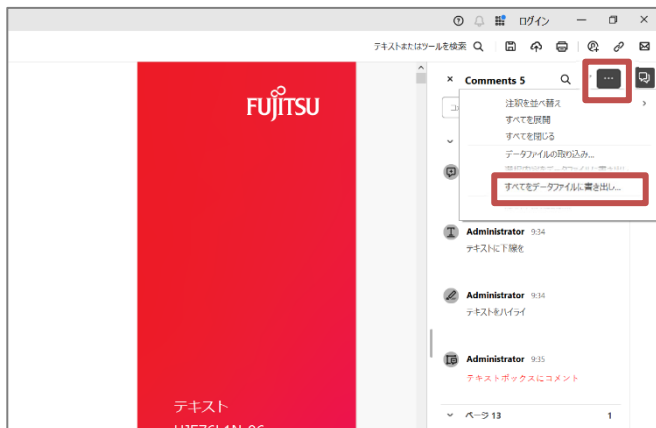 ログイン
テキストまたはツールを検索
FUJITSU
Comments 5
注釈を並べ替え
すべてを展開
すべてを閉じる
データファイルの取り込み...
すべてをデータファイルに書き出し...
Administrator 9:34
テキストに下線を
Administrator 9:34
テキストをハイライ
Administrator 9:35
テキストボックスにコメント
テキスト
ページ 13 1